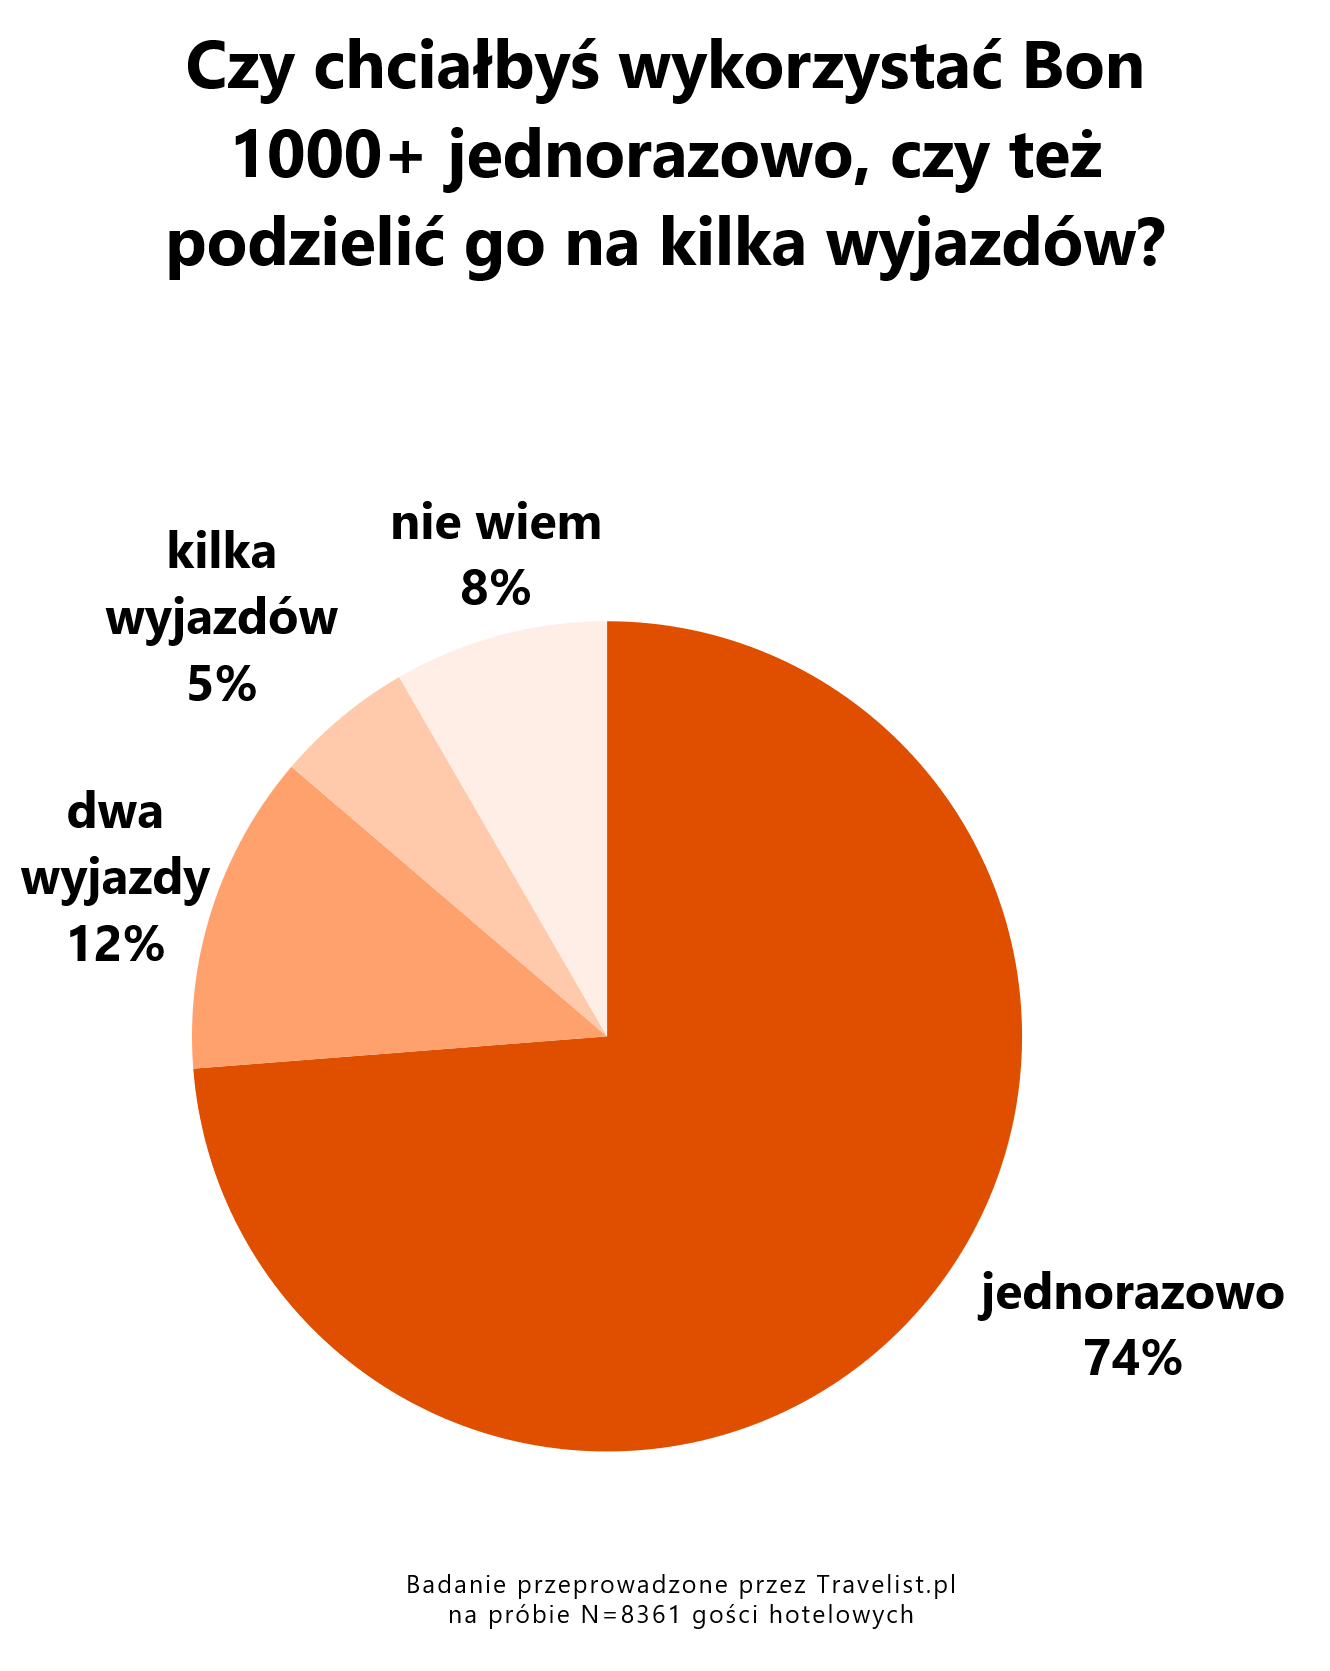 Czy chciałbyś wykorzystać Bon
1000+ jednorazowo, czy też
podzielić go na kilka wyjazdów?
nie wiem
8%
kilka
wyjazdów
5%
dwa
wyjazdy
12%
jednorazowo
74%
Badanie przeprowadzone przez Travelist.pl
na próbie N=8361 gości hotelowych